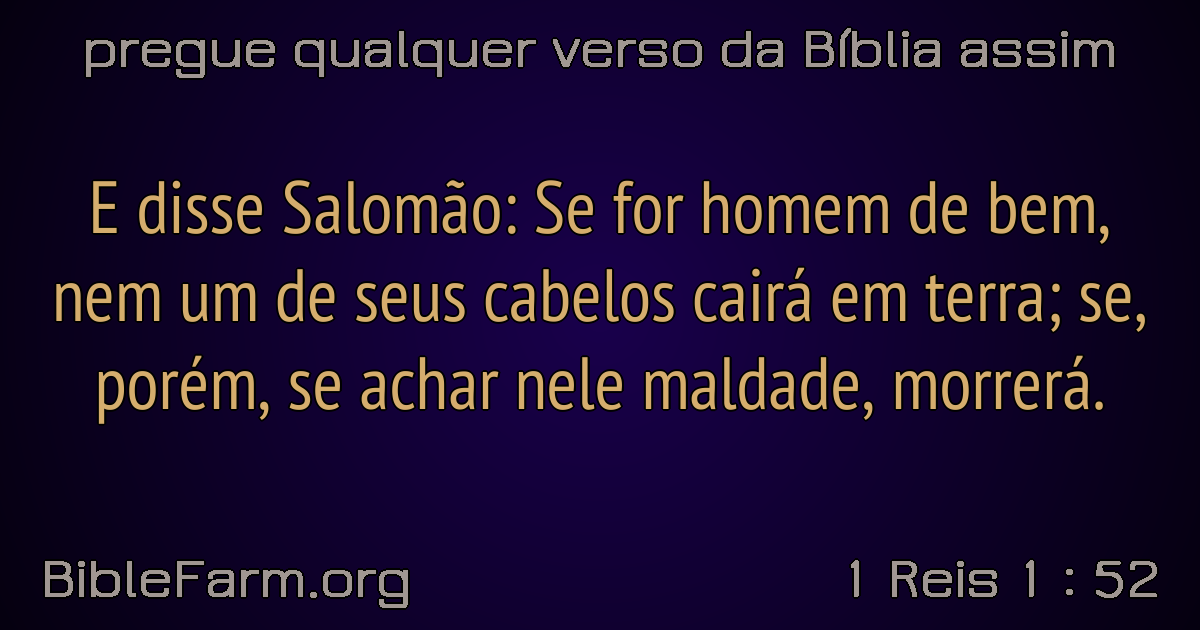 pregue qualquer verso da Bíblia assim
E disse Salomão: Se for homem de bem,
nem um de seus cabelos cairá em terra; se,
porém, se achar nele maldade, morrerá.
BibleFarm.org
1 Reis 1 : 52